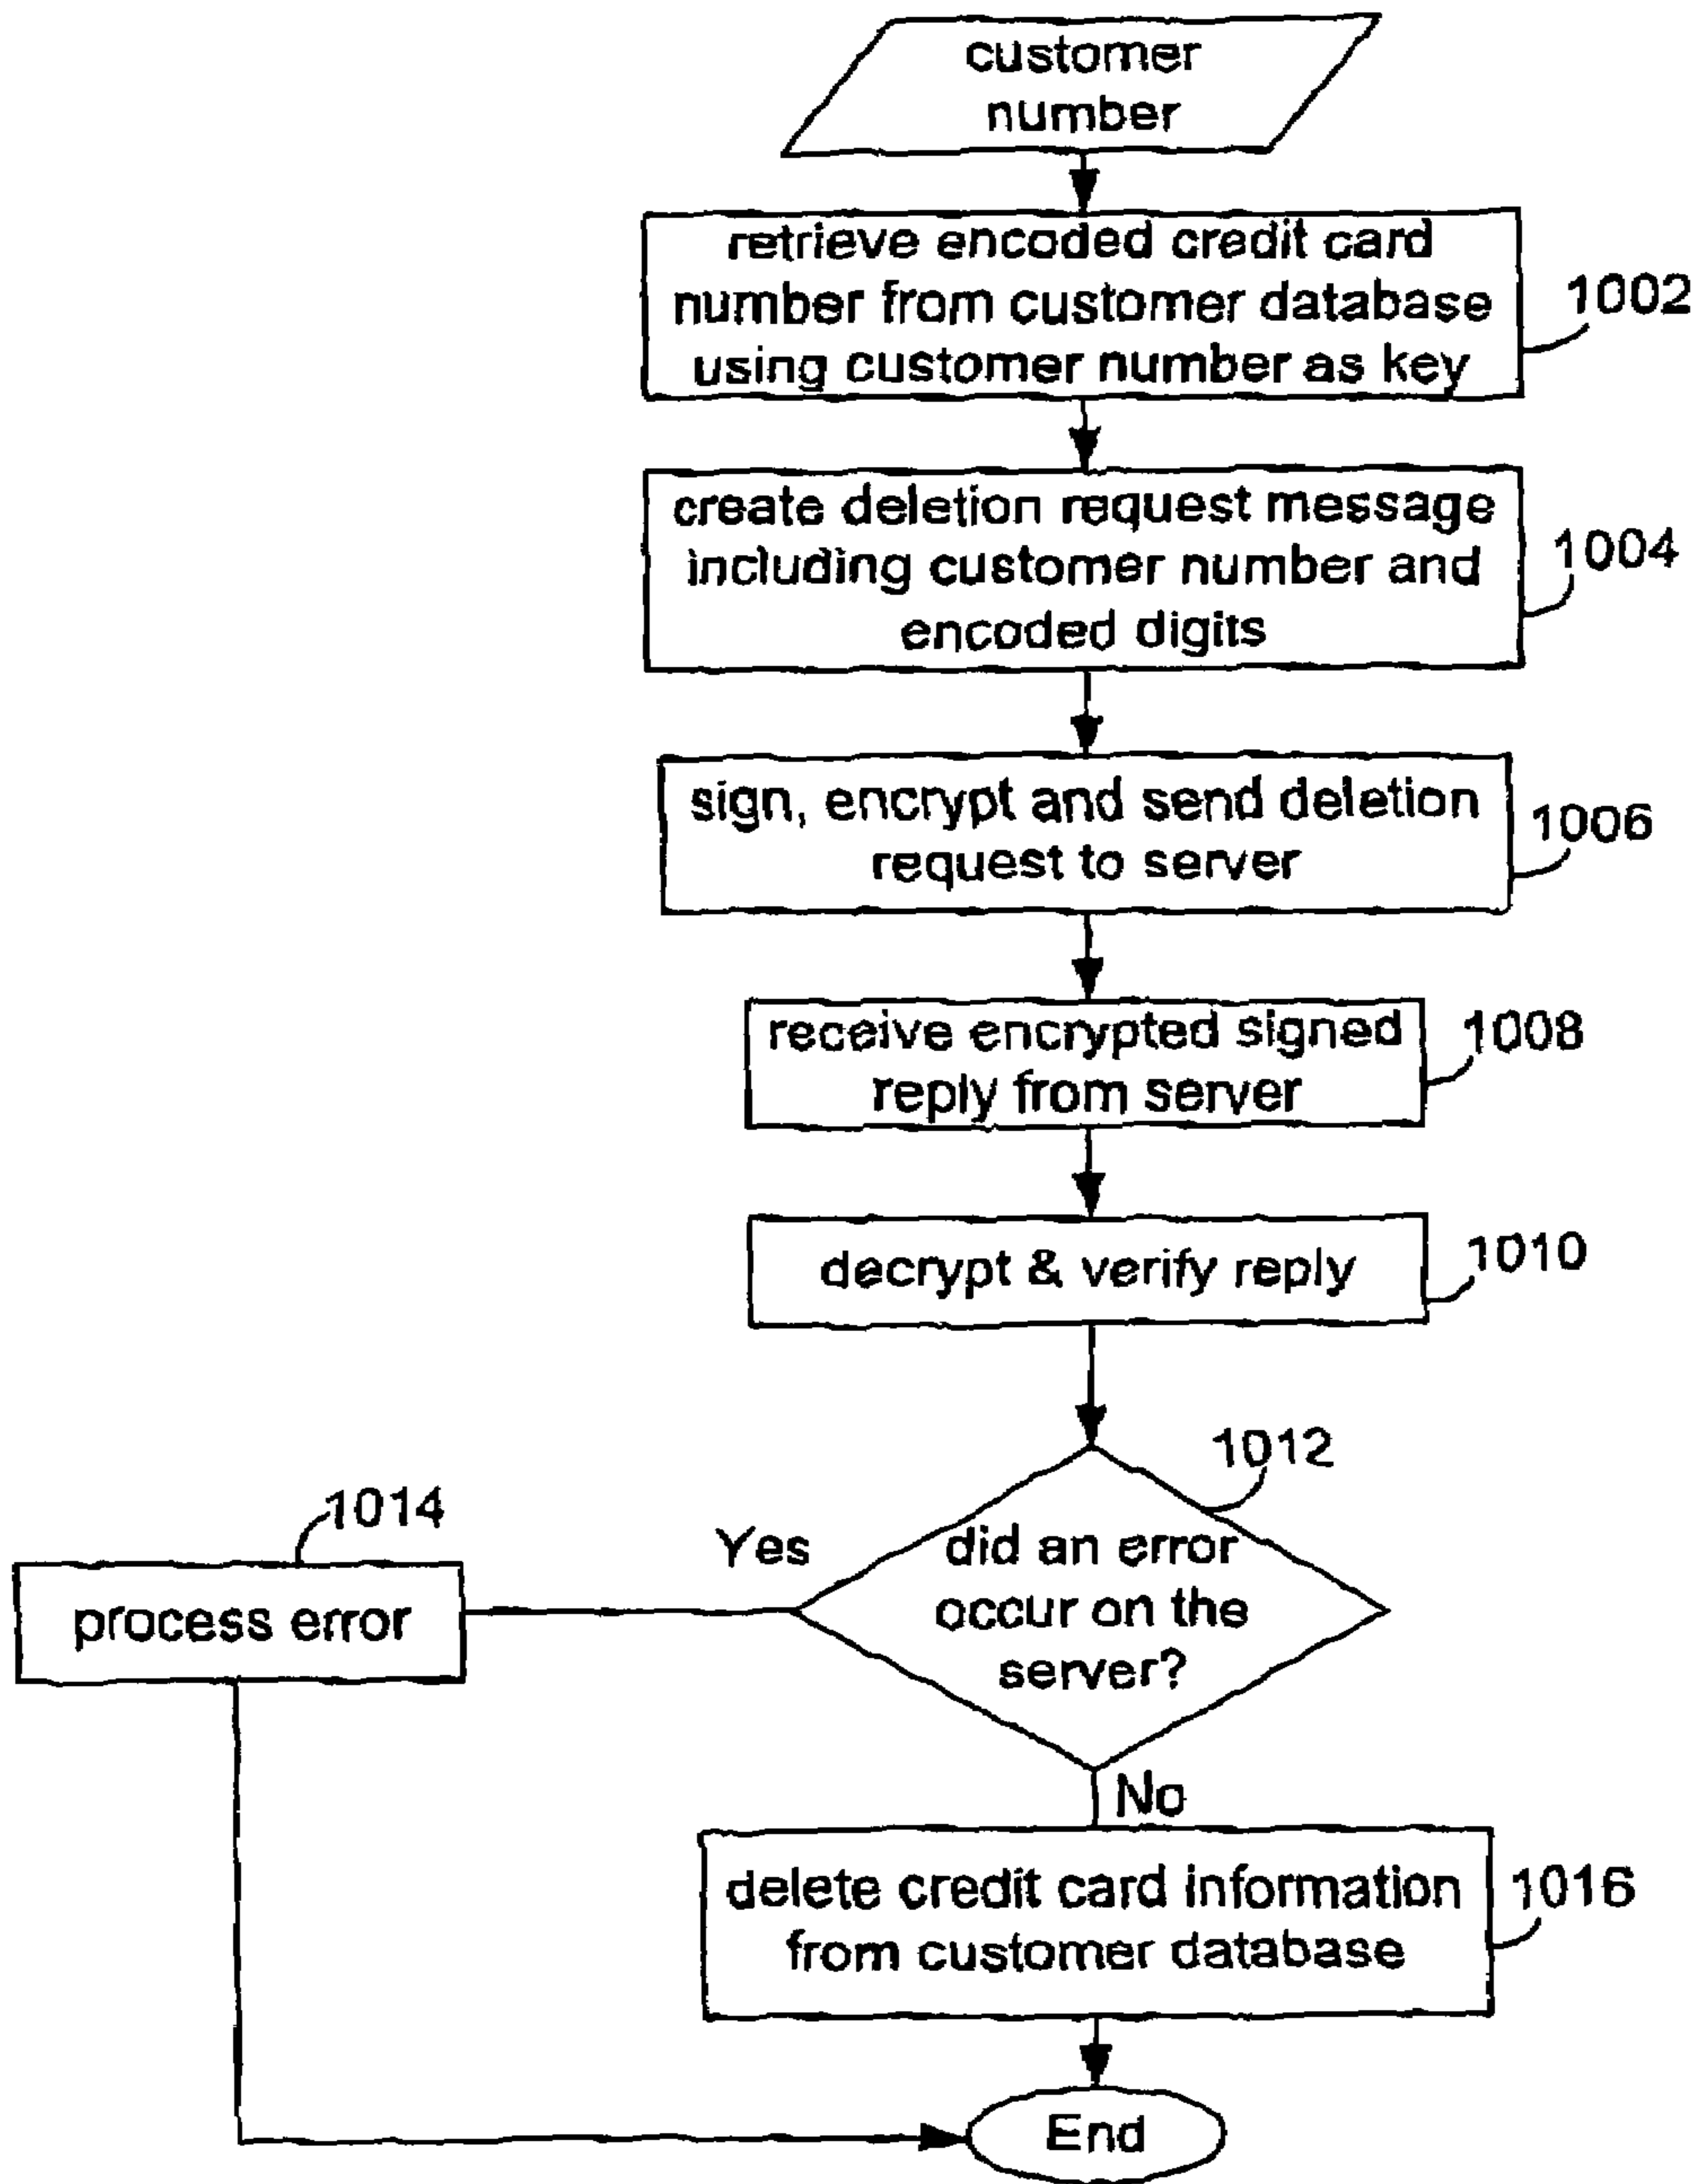 customer
number
retrieve encoded credit card
number from customer database
using customer number as key
1002
create deletion request message
including customer number and
encoded digits
1004
sign, encrypt and send deletion
request to server
1006
receive encrypted signed
reply from server
1008
decrypt & verify reply
1010
1012
did an error
occur on the
server?
Yes
1014
process error
No
delete credit card information
from customer database
1016
End